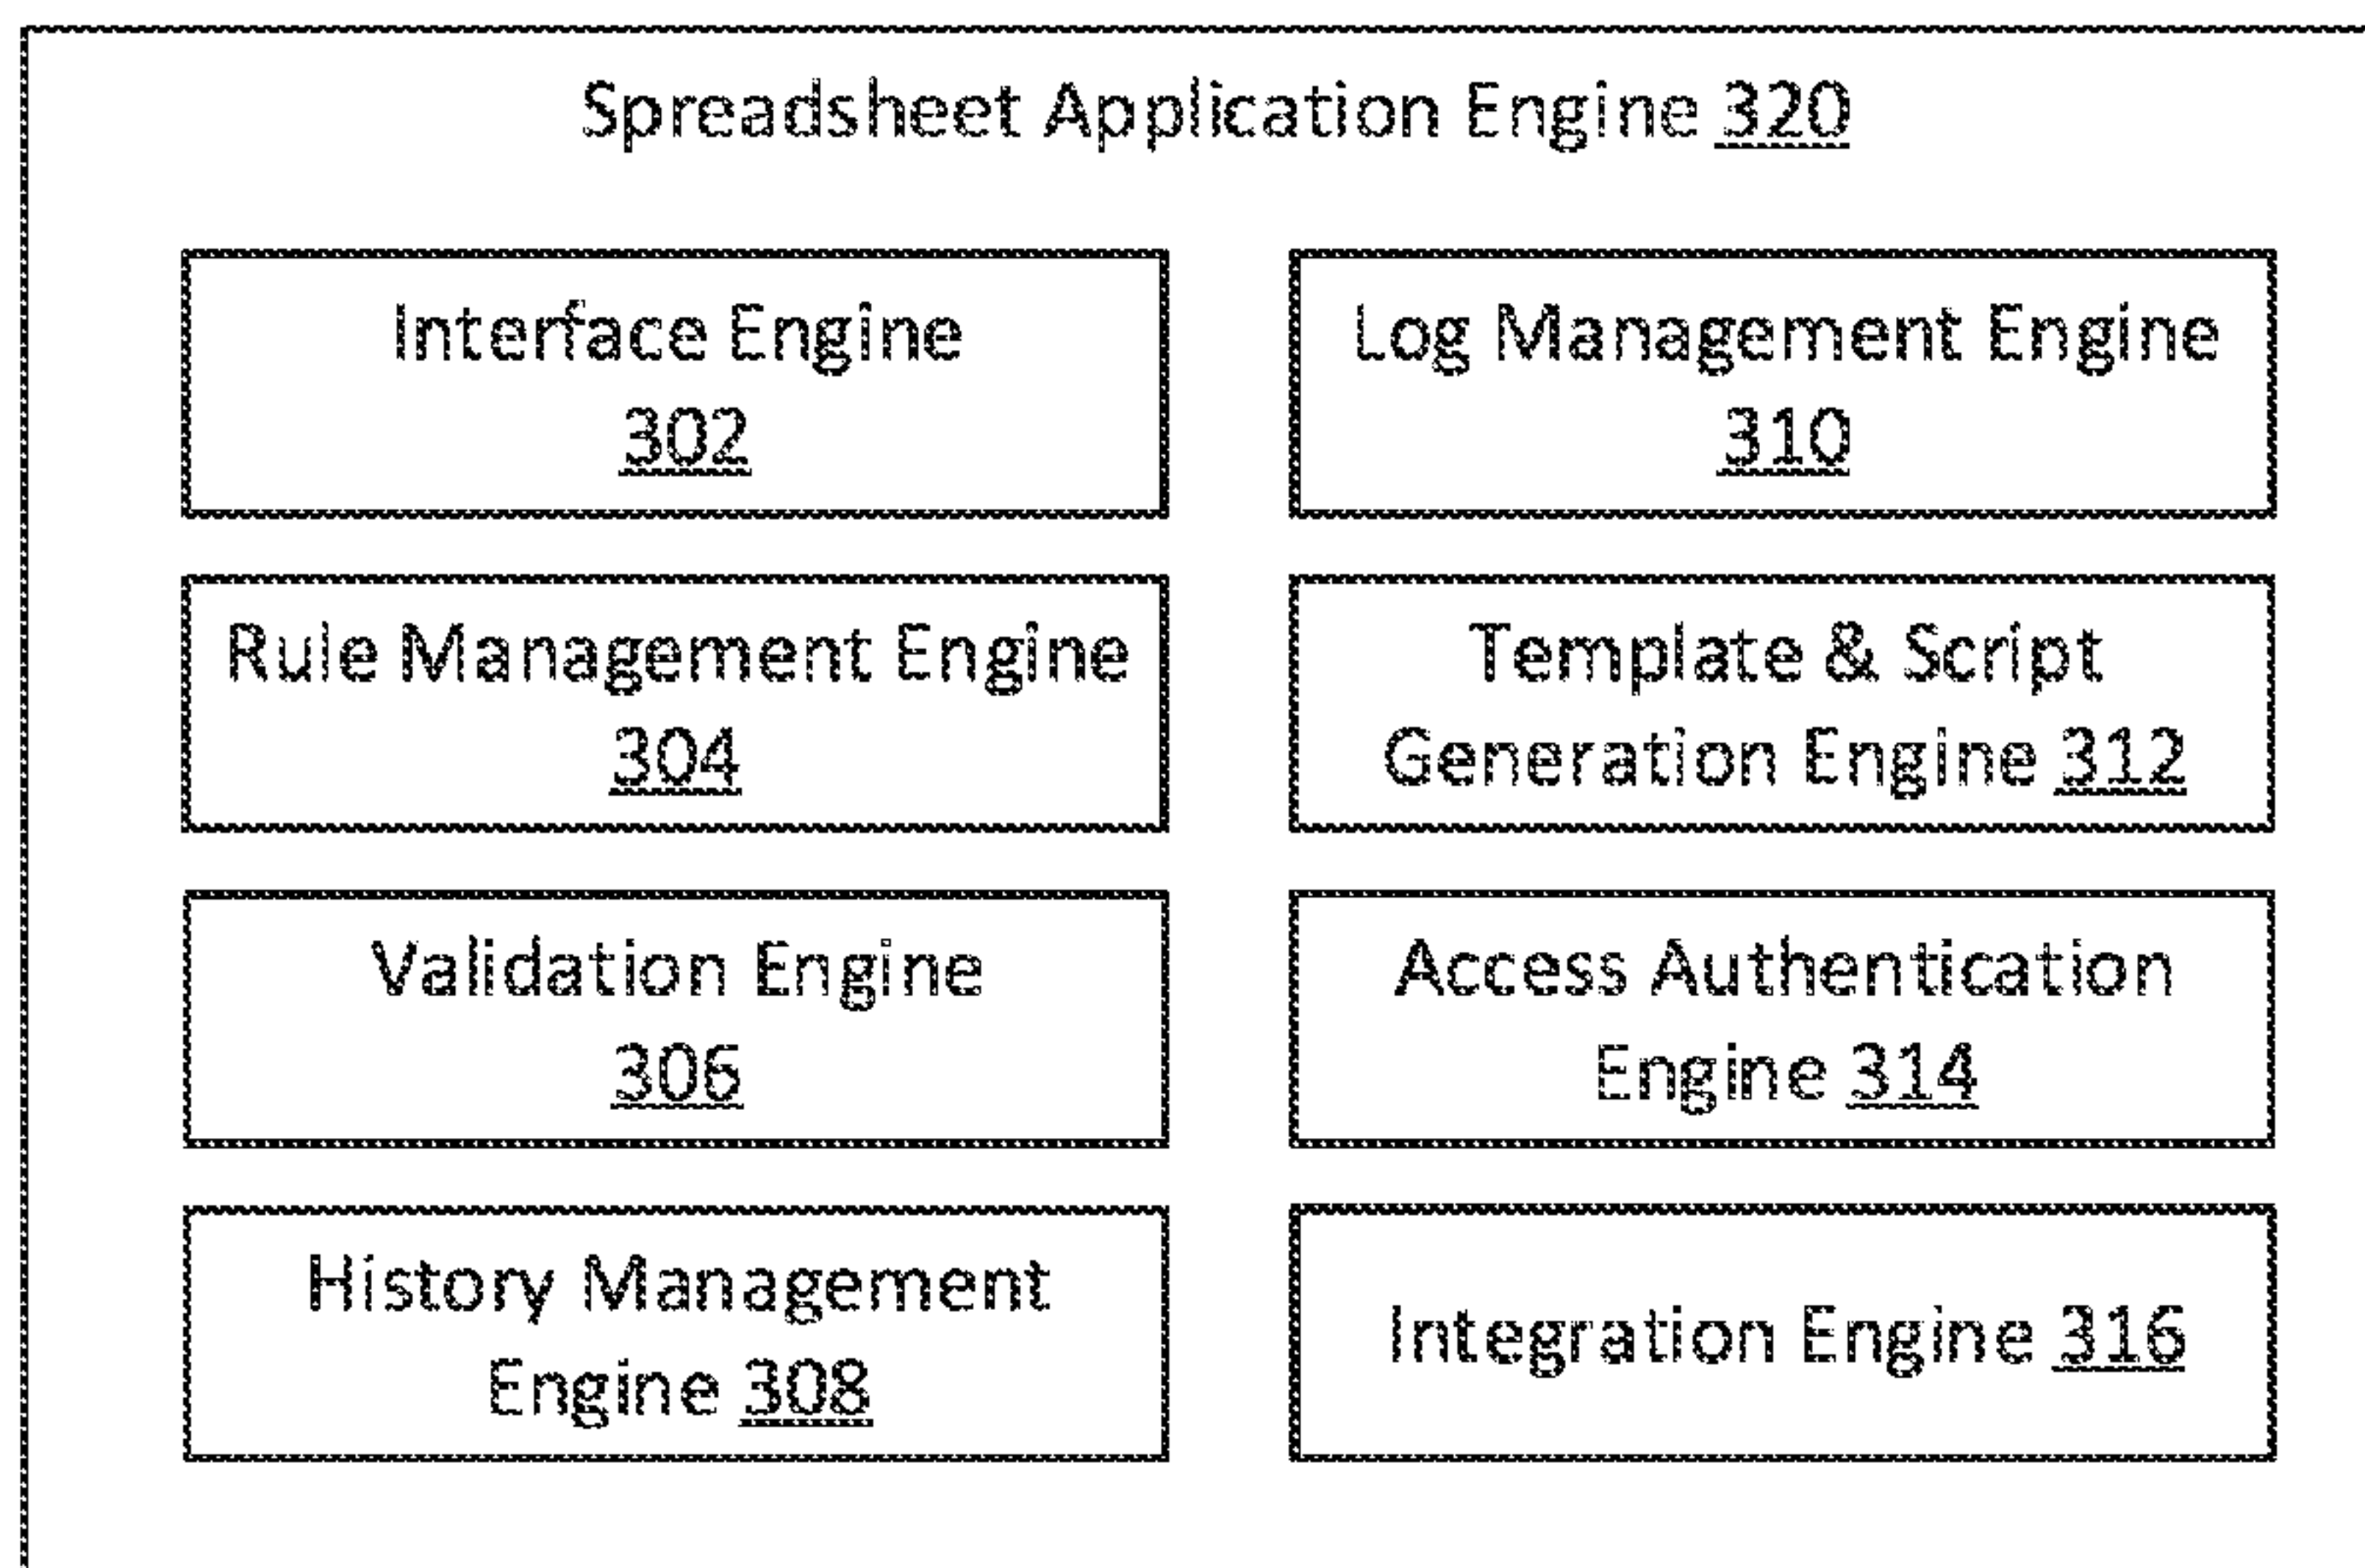 Spreadsheet Application Engine 320
Interface Engine
302
Log Management Engine
310
Rule Management Engine
304
Template & Script
Generation Engine 312
Validation Engine
306
Access Authentication
Engine 314
History Management
Engine 308
Integration Engine 316